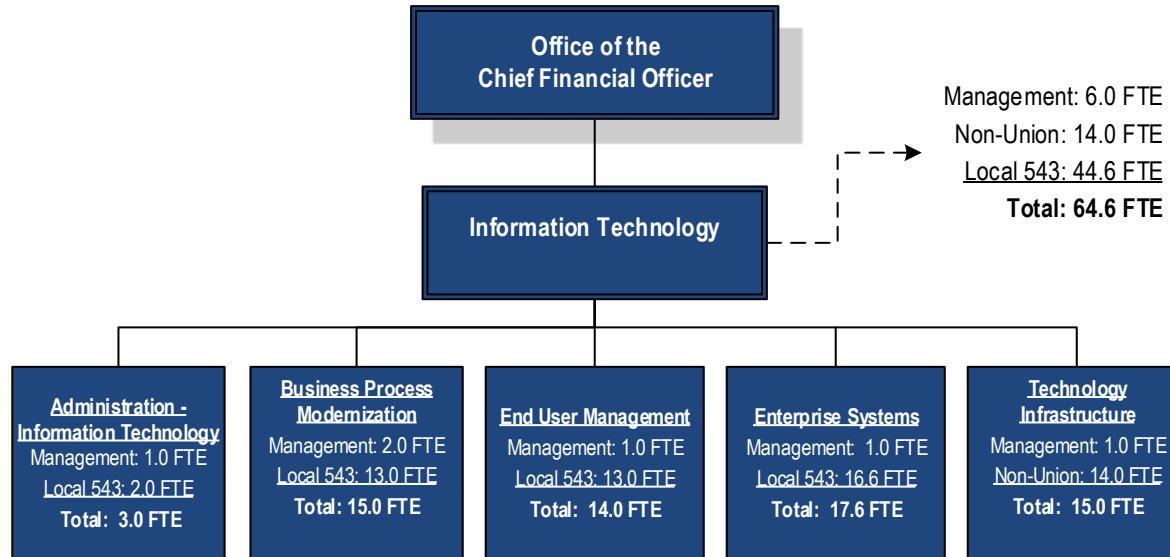 Office of the
Chief Financial Officer
Management: 6.0 FTE
Non-Union: 14.0 FTE
Local 543: 44.6 FTE
Total: 64.6 FTE
Information Technology
Administration -
Information Technology
Management: 1.0 FTE
Local 543: 2.0 FTE
Total: 3.0 FTE
Business Process
Modernization
Management: 2.0 FTE
Local 543: 13.0 FTE
Total: 15.0 FTE
End User Management
Management: 1.0 FTE
Local 543: 13.0 FTE
Total: 14.0 FTE
Enterprise Systems
Management: 1.0 FTE
Local 543: 16.6 FTE
Total: 17.6 FTE
Technology
Infrastructure
Management: 1.0 FTE
Non-Union: 14.0 FTE
Total: 15.0 FTE